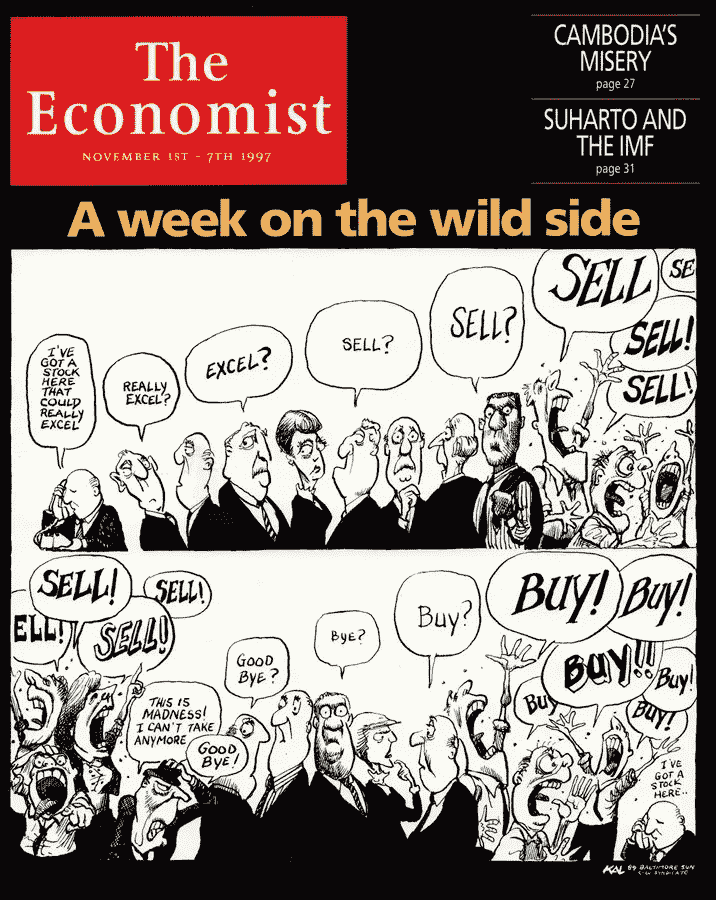 The
Economist
NOVEMBER 1ST - 7TH 1997
CAMBODIA'S
MISERY
page 27
SUHARTO AND
THE IMF
page 31
A week on the wild side
I'VE
GOT A
STOCK
HERE
THAT
COULD
REALLY
EXCEL
REALLY
EXCEL?
EXCEL?
SELL?
SELL?
SELL
SE
SELL!
SELL!
SELL!
SELL!
ELL!
SELL!
THIS IS
MADNESS!
I CAN'T TAKE
ANYMORE
GOOD
BYE!
GOOD
BYE?
BYE?
BUY?
BUY!
BUY!
BUY!!
BUY
BUY!
BUY!
I'VE
GOT A
STOCK
HERE..
KAL 89 BALTIMORE SUN
C-W SYNDICATE